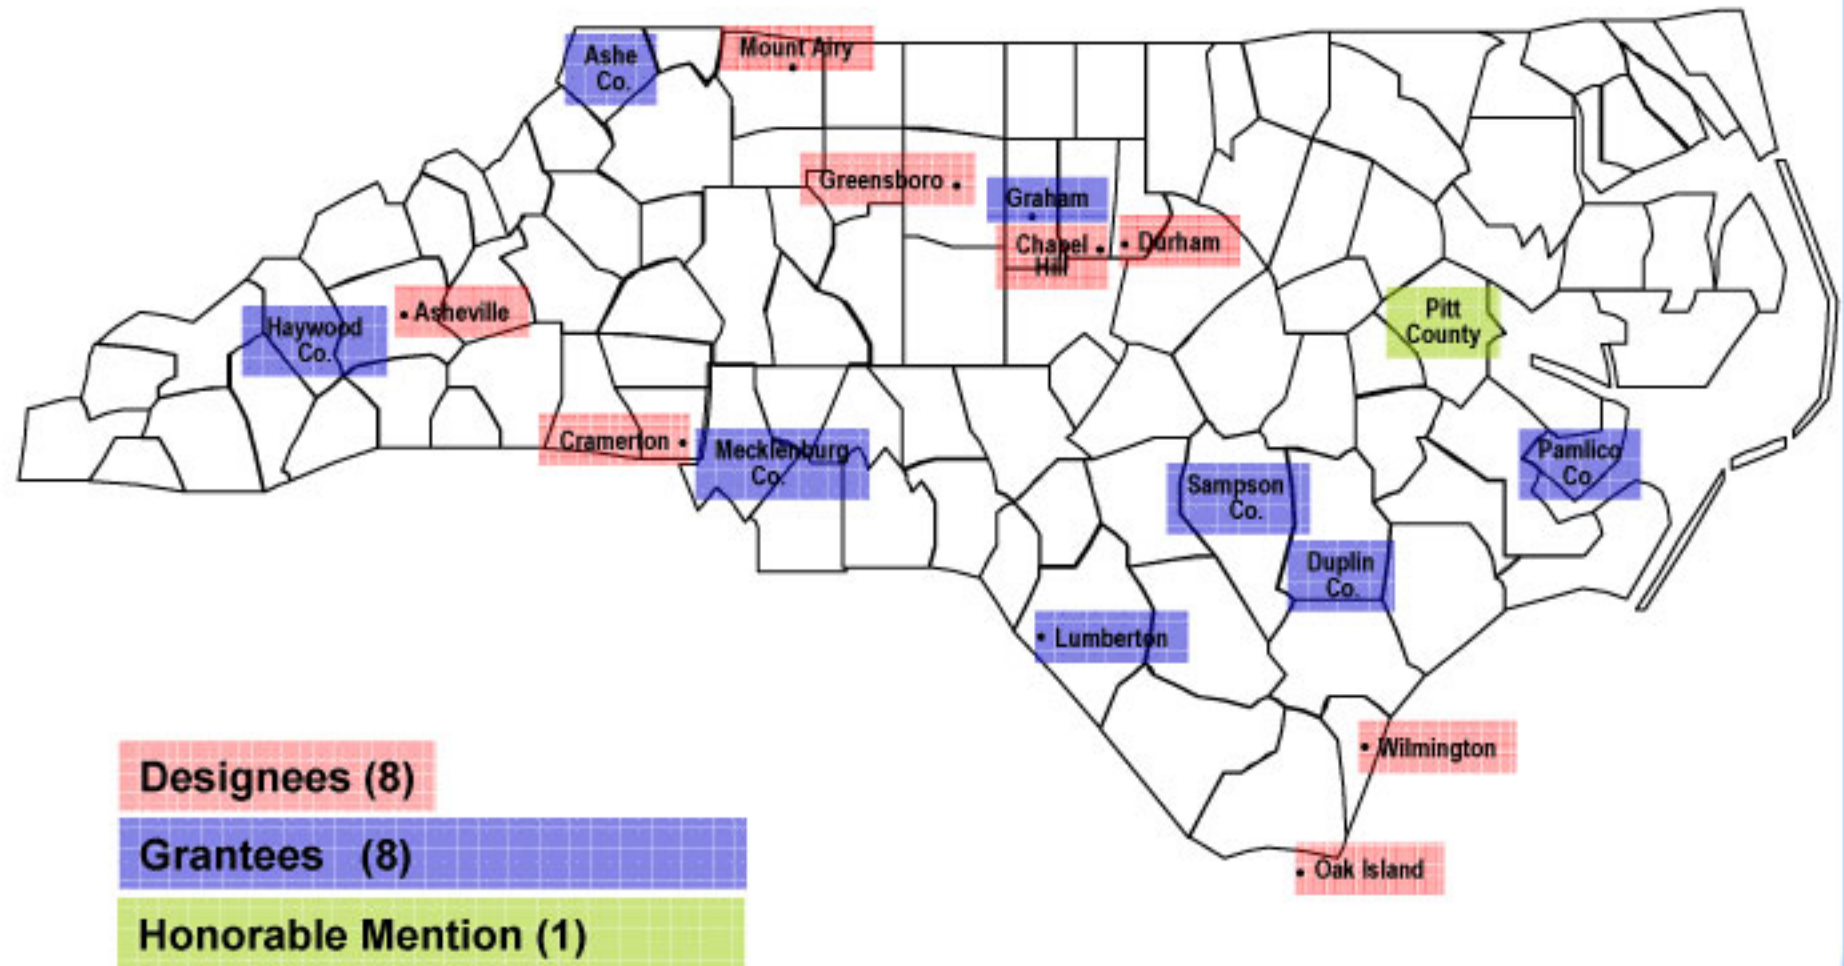 Ashe
Co.
Mount Airy
Greensboro
Graham
Chapel
Hill
Durham
Asheville
Haywood
Co.
Pitt
County
Cramerton
Mecklenburg
Co.
Sampson
Co.
Pamlico
Co.
Duplin
Co.
Lumberton
Wilmington
Oak Island
Designees (8)
Grantees (8)
Honorable Mention (1)